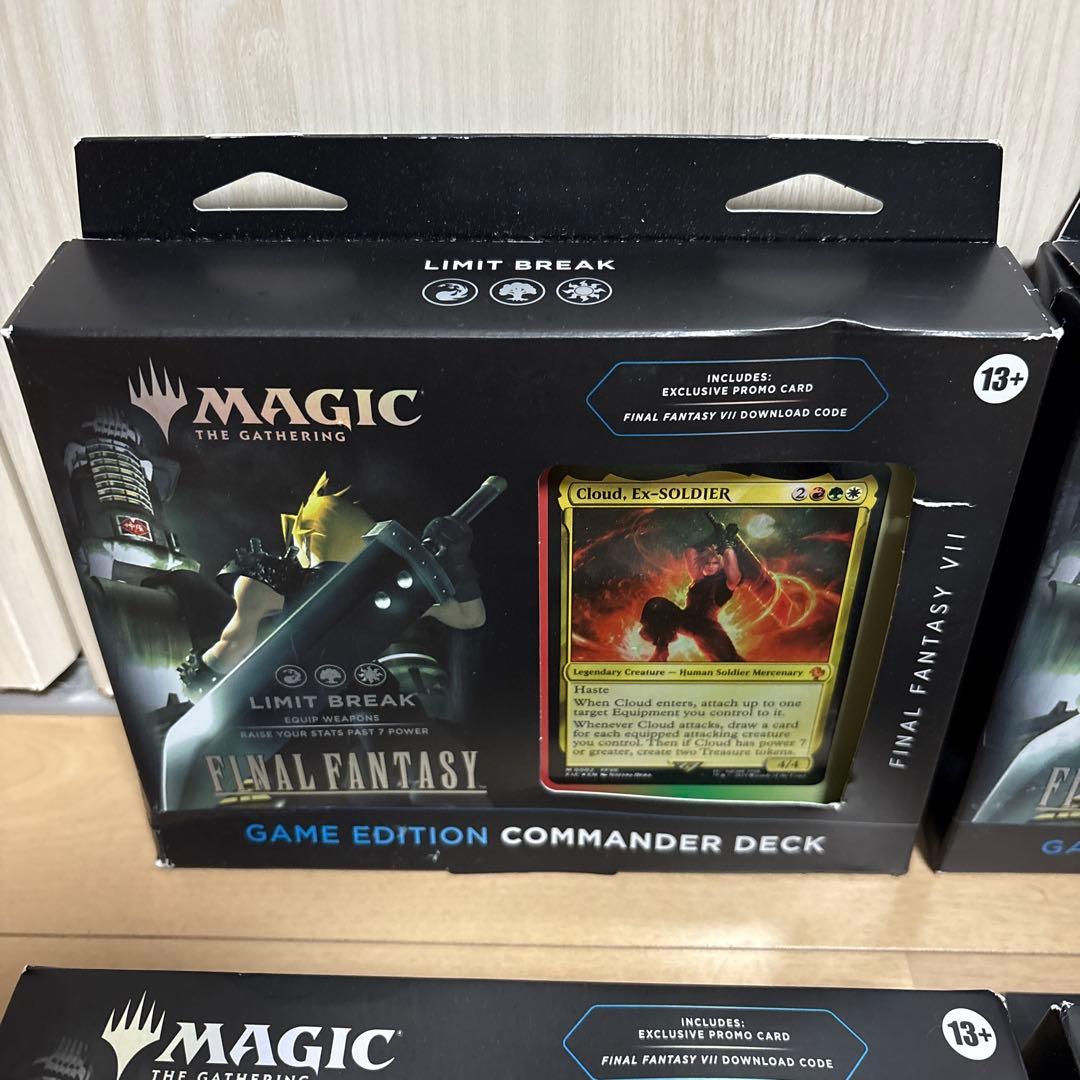 LIMIT BREAK
MAGIC
THE GATHERING
INCLUDES:
EXCLUSIVE PROMO CARD
FINAL FANTASY VII DOWNLOAD CODE
13+
Cloud, Ex-SOLDIER 2
Legendary Creature — Human Soldier Mercenary
Haste
When Cloud enters, attach up to one
target Equipment you control to it.
Whenever Cloud attacks, draw a card
for each equipped attacking creature
you control. Then if Cloud has power 7
or greater, create two Treasure tokens.
4/4
FINAL FANTASY VII
LIMIT BREAK
EQUIP WEAPONS
RAISE YOUR STATS PAST 7 POWER
FINAL FANTASY
GAME EDITION COMMANDER DECK
GA
MAGIC
THE GATHERING
INCLUDES:
EXCLUSIVE PROMO CARD
FINAL FANTASY VII DOWNLOAD CODE
13+